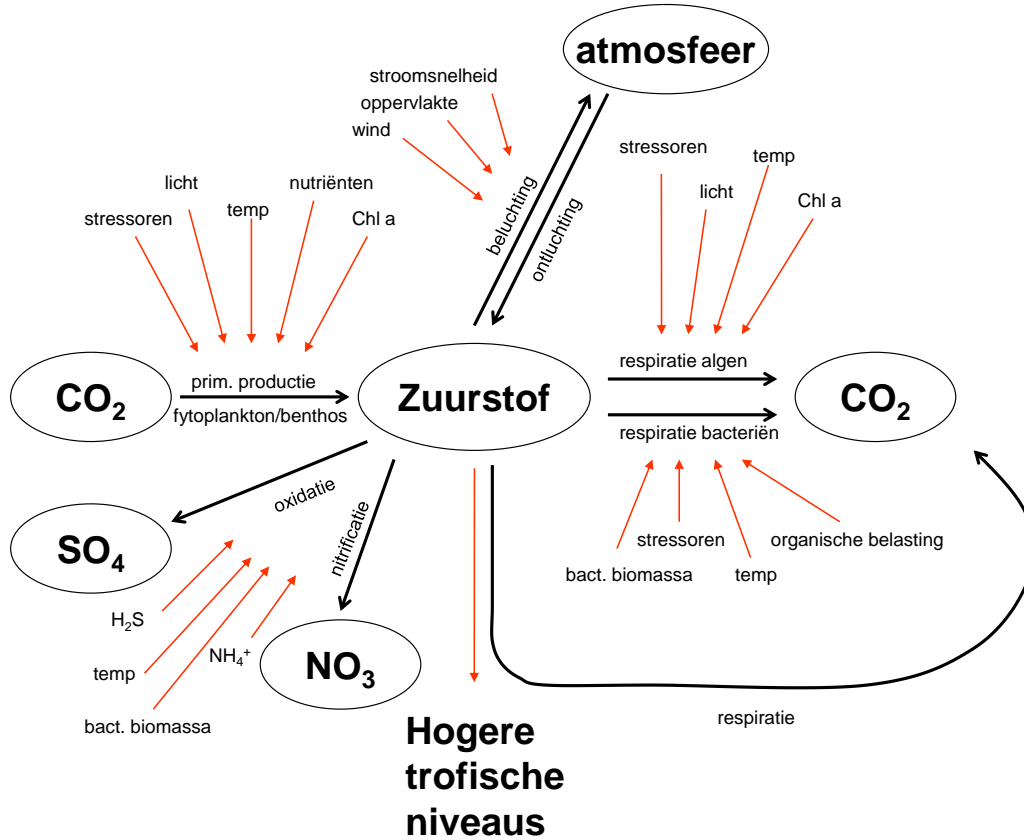 atmosfeer
stroomsnelheid
oppervlakte
wind
beluchting
ontluchting
stressoren
licht
temp
nutriënten
Chl a
stressoren
licht
temp
Chl a
CO₂
prim. productie
fytoplankton/benthos
Zuurstof
respiratie algen
respiratie bacteriën
CO₂
oxidatie
nitrificatie
SO₄
H₂S
temp
bact. biomassa
NH₄⁺
NO₃
bact. biomassa
stressoren
temp
organische belasting
respiratie
Hogere
trofische
niveaus